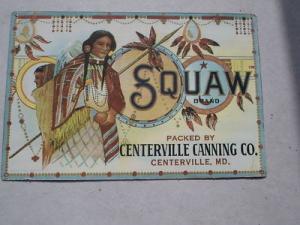 SQUAW
BRAND
PACKED BY
CENTERVILLE CANNING CO.
CENTERVILLE, MD.